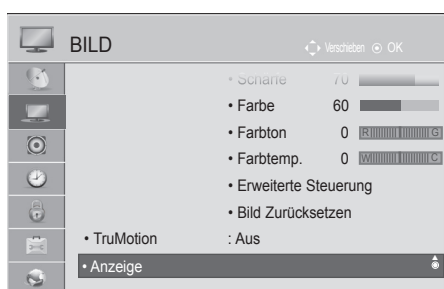 BILD
Verschieben OK
• Schärfe 70
• Farbe 60
• Farbton 0 R G
• Farbtemp. 0 W C
• Erweiterte Steuerung
• Bild Zurücksetzen
• TruMotion : Aus
• Anzeige